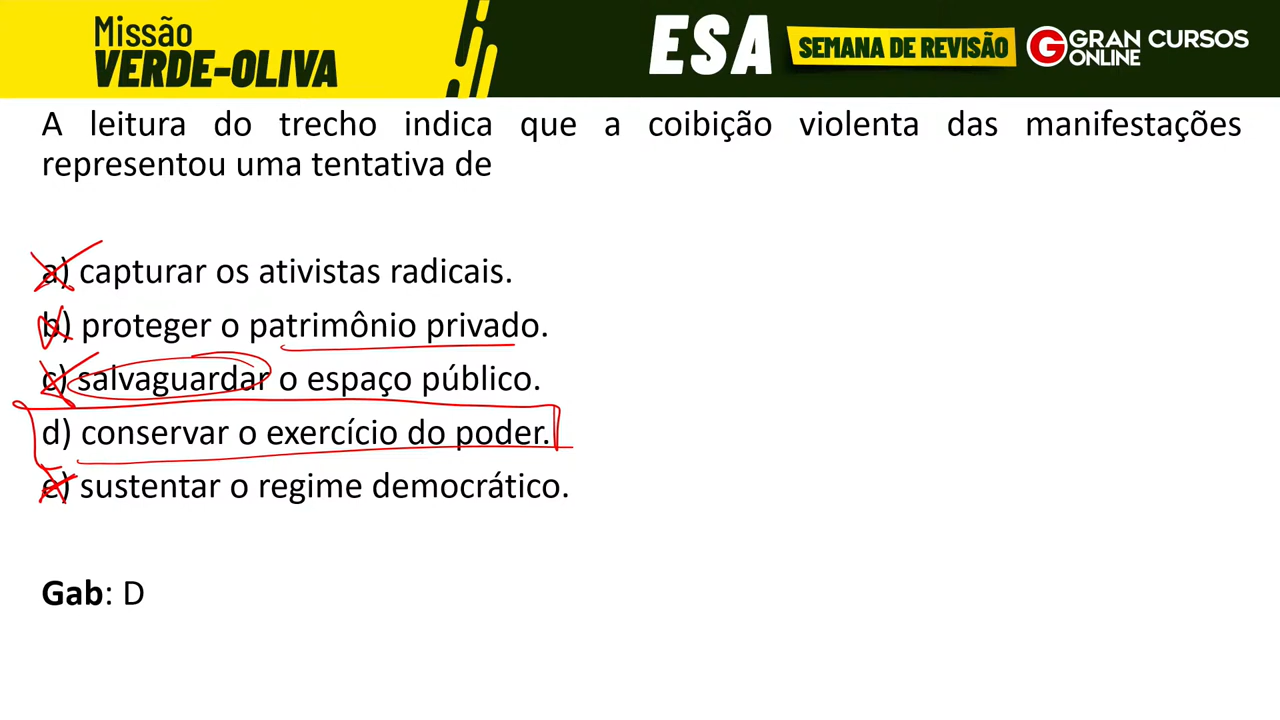 Missão
VERDE-OLIVA
ESA
SEMANA DE REVISÃO
G GRAN CURSOS
ONLINE
A leitura do trecho indica que a coibição violenta das manifestações
representou uma tentativa de
a) capturar os ativistas radicais.
b) proteger o patrimônio privado.
c) salvaguardar o espaço público.
d) conservar o exercício do poder.
e) sustentar o regime democrático.
Gab: D